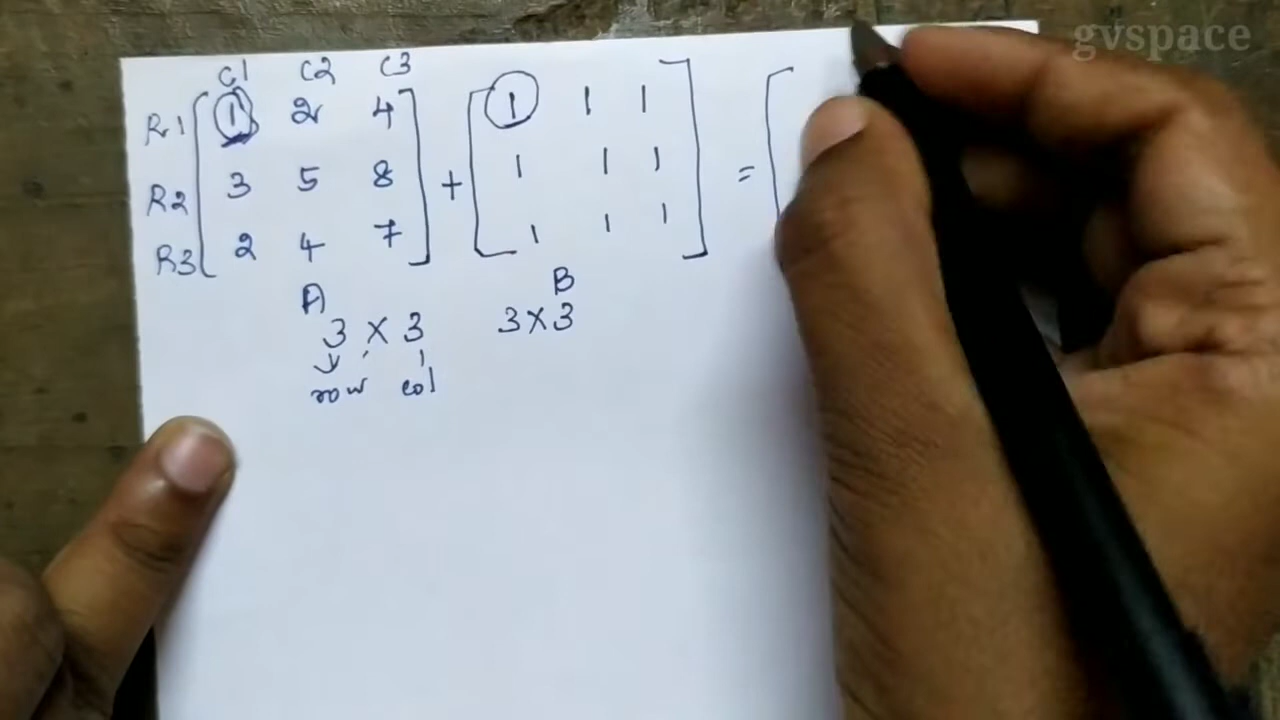 gvspace
C1 C2 C3
R1 [ 1 2 4 ] [ 1 1 1 ] [
R2 3 5 8 + 1 1 1 =
R3 2 4 7 1 1 1
A B
3 × 3 3×3
row col